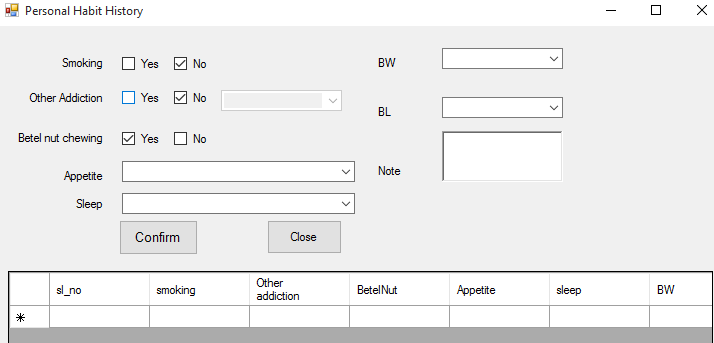 Personal Habit History
Smoking Yes No
BW
Other Addiction Yes No
BL
Betel nut chewing Yes No
Appetite
Note
Sleep
Confirm Close
sl_no smoking Other addiction BetelNut Appetite sleep BW